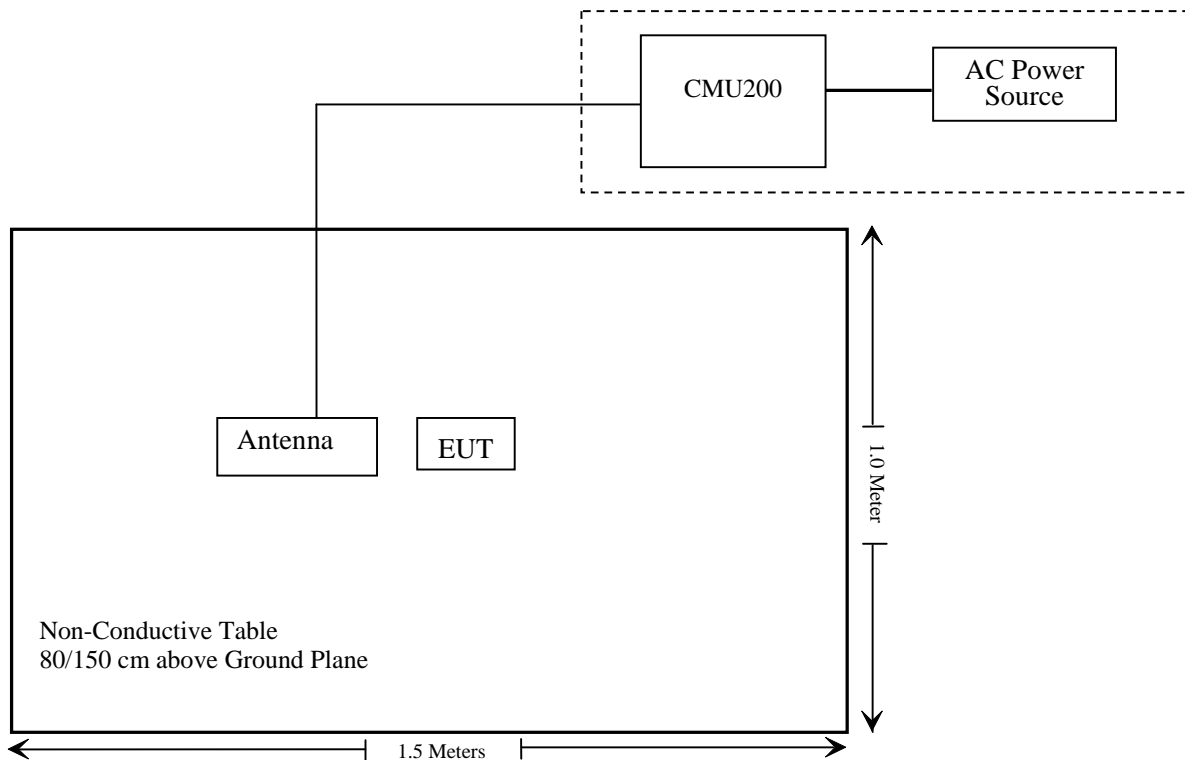 CMU200
AC Power
Source
Antenna
EUT
1.0 Meter
Non-Conductive Table
80/150 cm above Ground Plane
1.5 Meters